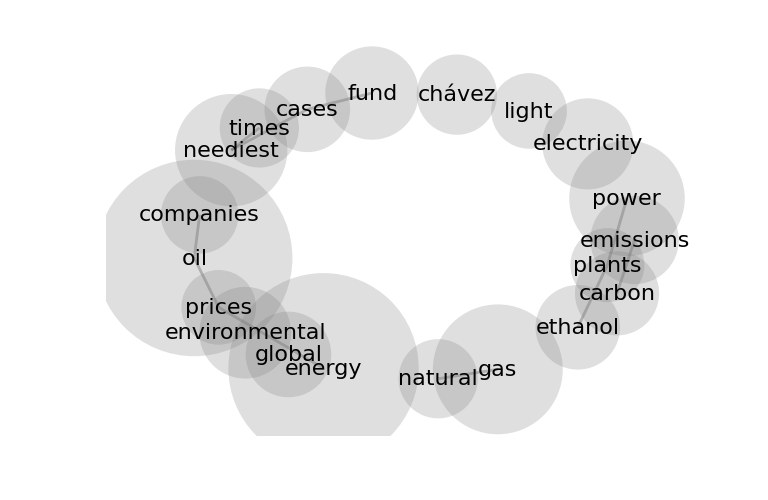 fund
chávez
cases
light
times
electricity
neediest
power
companies
emissions
oil
plants
carbon
prices
ethanol
environmental
global
energy
gas
natural